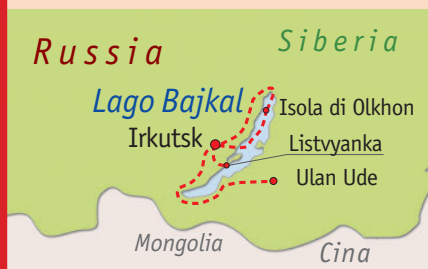 Russia
Siberia
Lago Bajkal
Isola di Olkhon
Irkutsk
Listvyanka
Ulan Ude
Mongolia
Cina